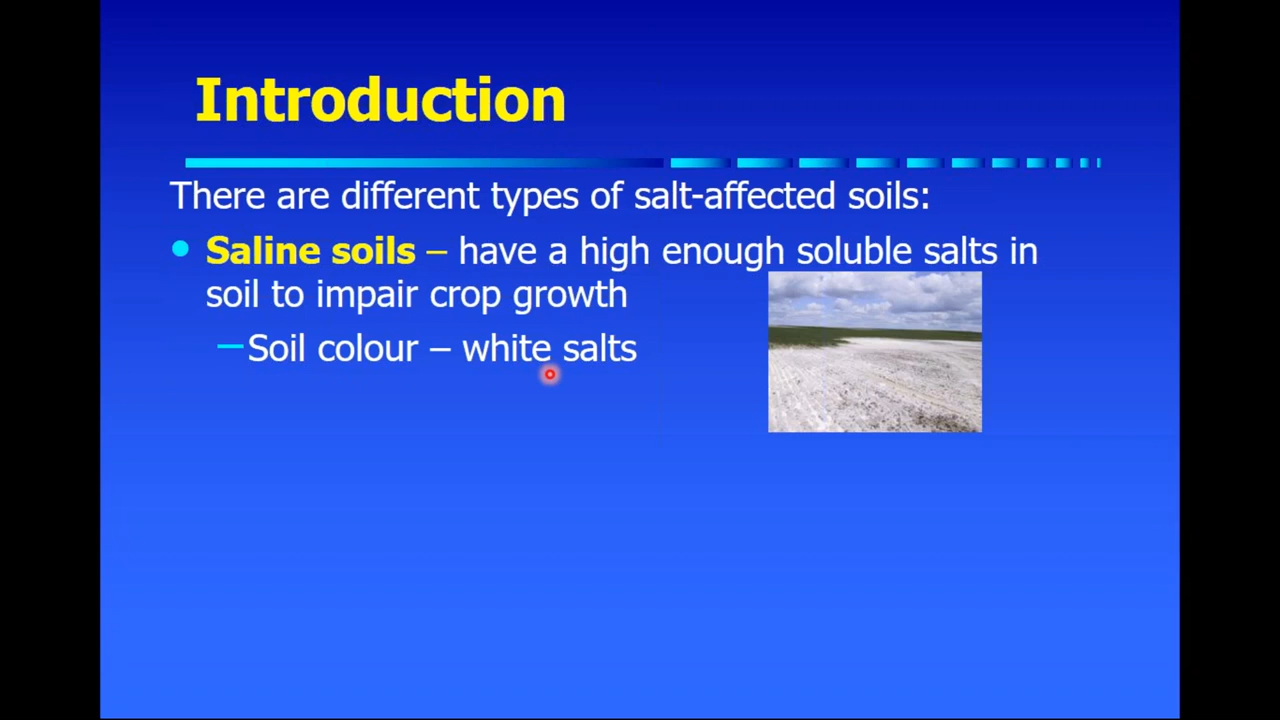 Introduction
There are different types of salt-affected soils:
Saline soils – have a high enough soluble salts in
soil to impair crop growth
–Soil colour – white salts